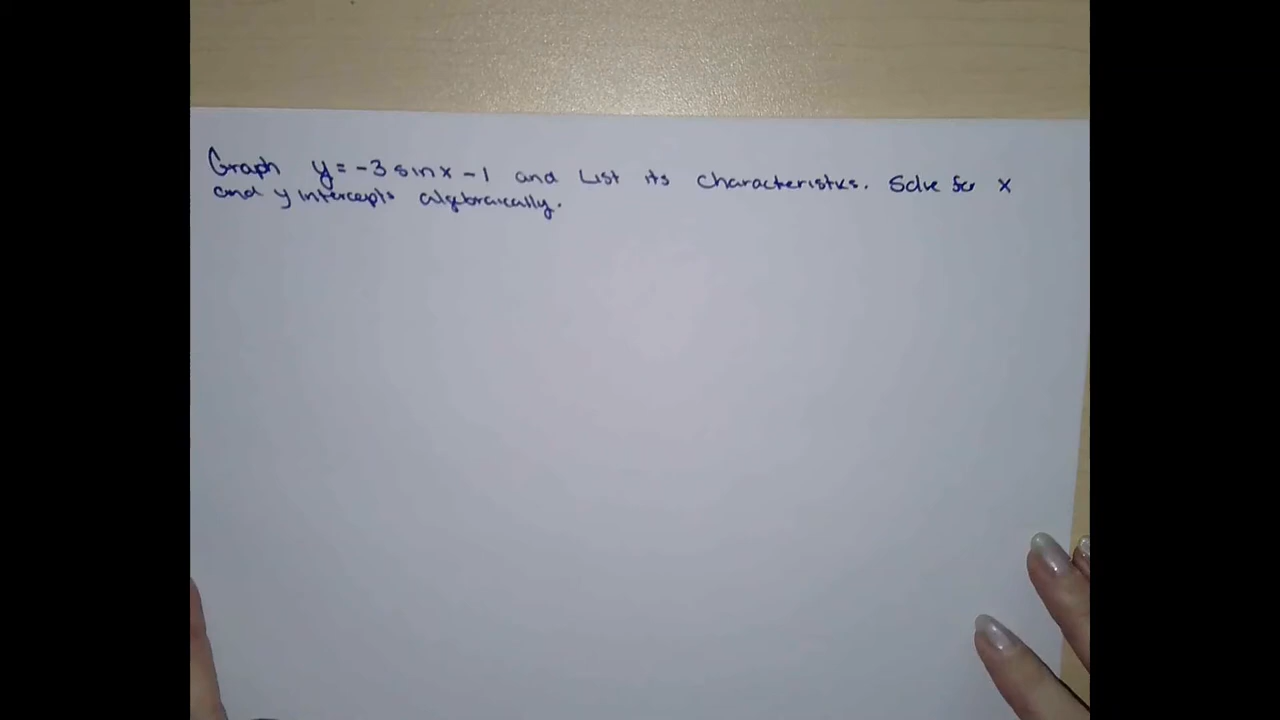 Graph y = -3 sin x - 1 and List its characteristics. Solve for x
and y intercepts algebraically.